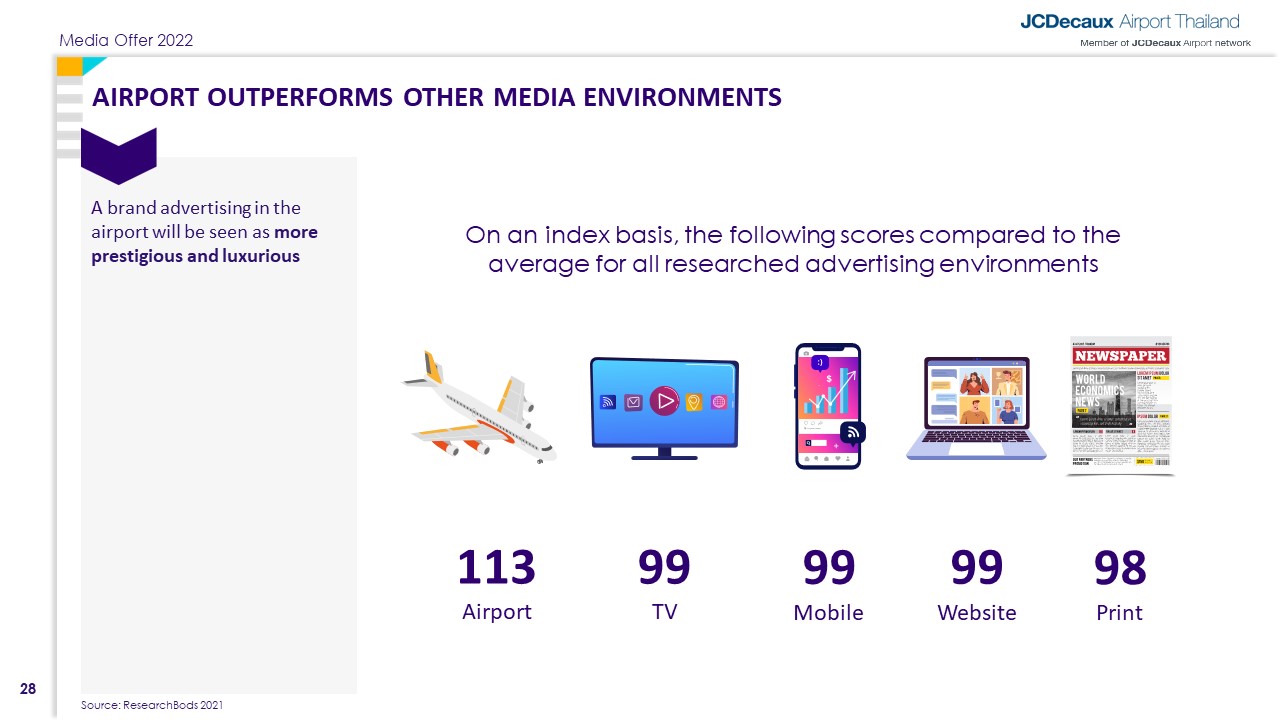 JCDecaux Airport Thailand
Member of JCDecaux Airport network
Media Offer 2022
AIRPORT OUTPERFORMS OTHER MEDIA ENVIRONMENTS
A brand advertising in the
airport will be seen as more
prestigious and luxurious
On an index basis, the following scores compared to the
average for all researched advertising environments
:)
$
NEWSPAPER
WORLD
ECONOMICS
NEWS
113
99
99
99
98
Airport
TV
Mobile
Website
Print
28
Source: ResearchBods 2021